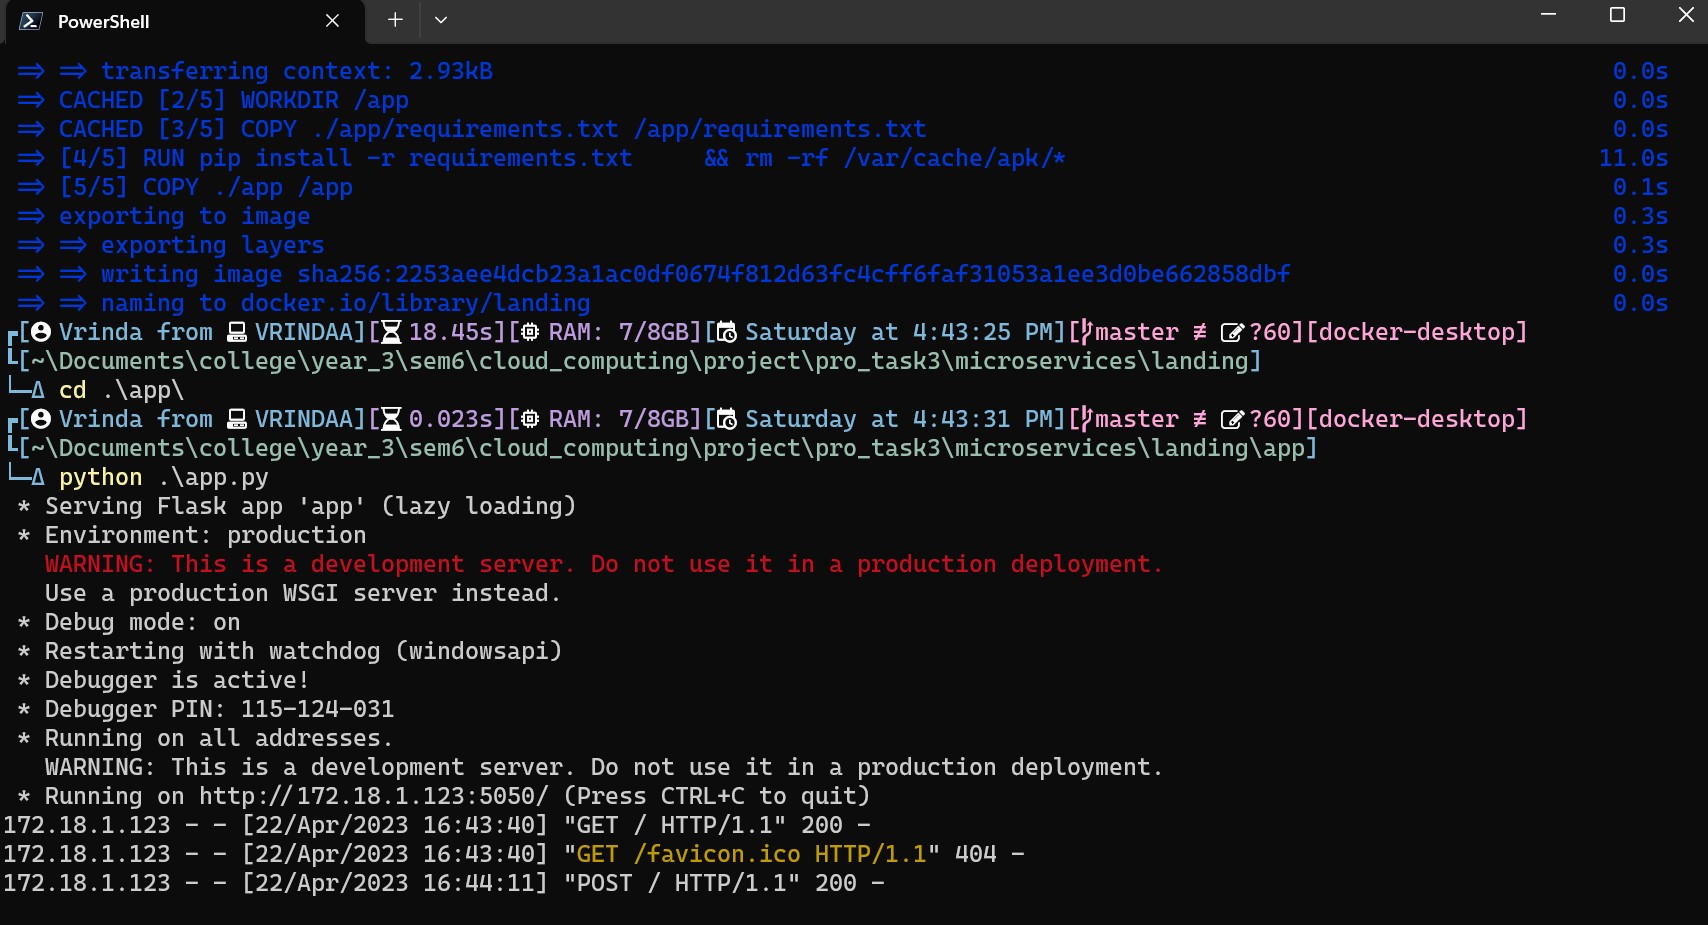 PowerShell
=> => transferring context: 2.93kB 0.0s
=> CACHED [2/5] WORKDIR /app 0.0s
=> CACHED [3/5] COPY ./app/requirements.txt /app/requirements.txt 0.0s
=> [4/5] RUN pip install -r requirements.txt     && rm -rf /var/cache/apk/* 11.0s
=> [5/5] COPY ./app /app 0.1s
=> exporting to image 0.3s
=> => exporting layers 0.3s
=> => writing image sha256:2253aee4dcb23a1ac0df0674f812d63fc4cff6faf31053a1ee3d0be662858dbf 0.0s
=> => naming to docker.io/library/landing 0.0s
[Vrinda from VRINDAA][18.45s][RAM: 7/8GB][Saturday at 4:43:25 PM][master ≢ ?60][docker-desktop]
[~\Documents\college\year_3\sem6\cloud_computing\project\pro_task3\microservices\landing]
Δ cd .\app\
[Vrinda from VRINDAA][0.023s][RAM: 7/8GB][Saturday at 4:43:31 PM][master ≢ ?60][docker-desktop]
[~\Documents\college\year_3\sem6\cloud_computing\project\pro_task3\microservices\landing\app]
Δ python .\app.py
* Serving Flask app 'app' (lazy loading)
* Environment: production
WARNING: This is a development server. Do not use it in a production deployment.
Use a production WSGI server instead.
* Debug mode: on
* Restarting with watchdog (windowsapi)
* Debugger is active!
* Debugger PIN: 115-124-031
* Running on all addresses.
WARNING: This is a development server. Do not use it in a production deployment.
* Running on http://172.18.1.123:5050/ (Press CTRL+C to quit)
172.18.1.123 - - [22/Apr/2023 16:43:40] "GET / HTTP/1.1" 200 -
172.18.1.123 - - [22/Apr/2023 16:43:40] "GET /favicon.ico HTTP/1.1" 404 -
172.18.1.123 - - [22/Apr/2023 16:44:11] "POST / HTTP/1.1" 200 -